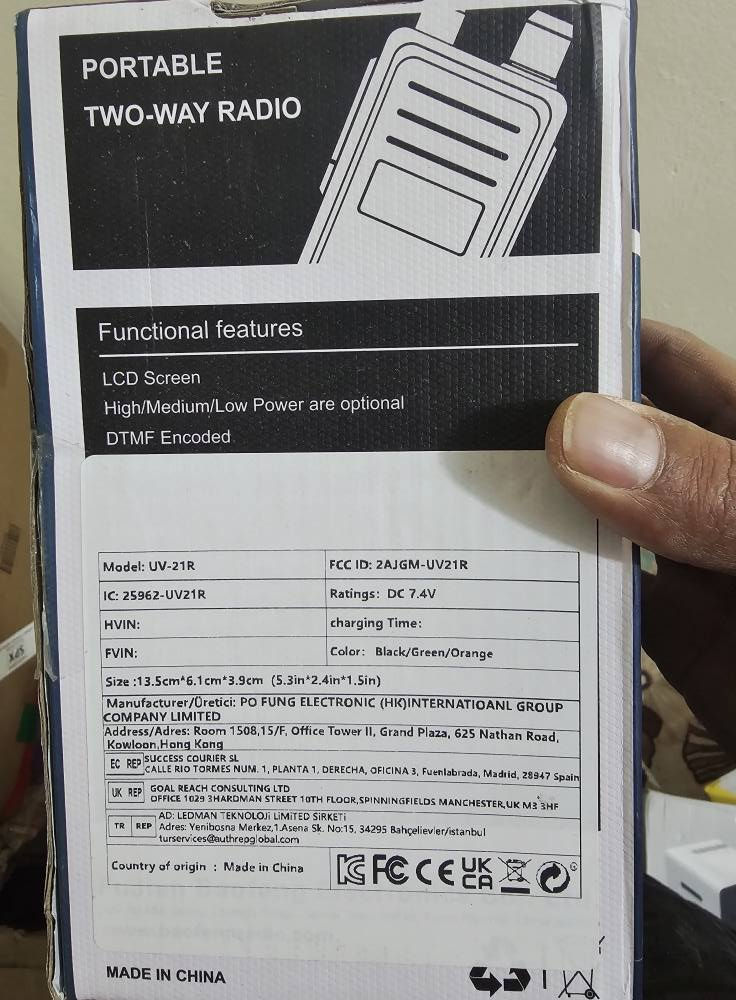 PORTABLE
TWO-WAY RADIO
Functional features
LCD Screen
High/Medium/Low Power are optional
DTMF Encoded
Model: UV-21R
FCC ID: 2AJGM-UV21R
IC: 25962-UV21R
Ratings: DC 7.4V
HVIN:
charging Time:
FVIN:
Color: Black/Green/Orange
Size :13.5cm*6.1cm*3.9cm (5.3in*2.4in*1.5in)
Manufacturer/Üretici: PO FUNG ELECTRONIC (HK)INTERNATIOANL GROUP
COMPANY LIMITED
Address/Adres: Room 1508,15/F, Office Tower II, Grand Plaza, 625 Nathan Road,
Kowloon,Hong Kong
EC REP
SUCCESS COURIER SL
CALLE RIO TORMES NUM. 1, PLANTA 1, DERECHA, OFICINA 3, Fuenlabrada, Madrid, 28947 Spain
UK REP
GOAL REACH CONSULTING LTD
OFFICE 1029 3HARDMAN STREET 10TH FLOOR,SPINNINGFIELDS MANCHESTER,UK M3 3HF
TR REP
AD: LEDMAN TEKNOLOJi LiMiTED SiRKETi
Adres: Yenibosna Merkez,1.Asena Sk. No:15, 34295 Bahçelievler/istanbul
turservices@authrepglobal.com
Country of origin : Made in China
FC CE UK
CA
MADE IN CHINA